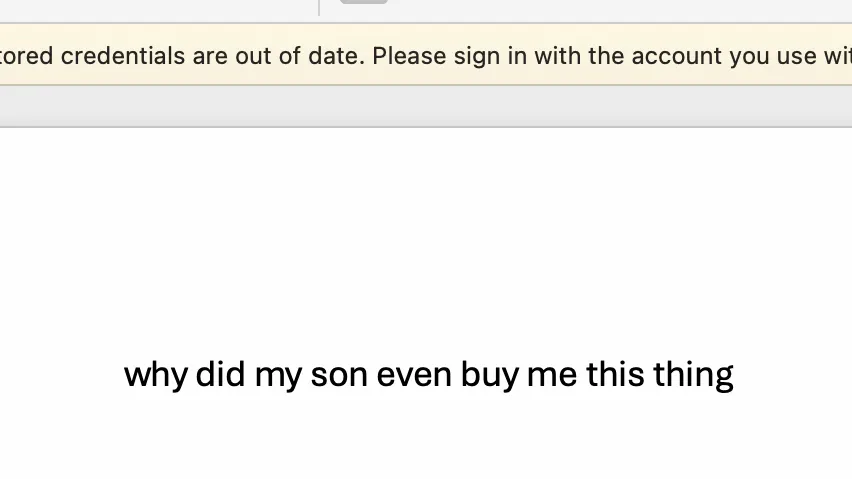 ored credentials are out of date. Please sign in with the account you use wit
why did my son even buy me this thing